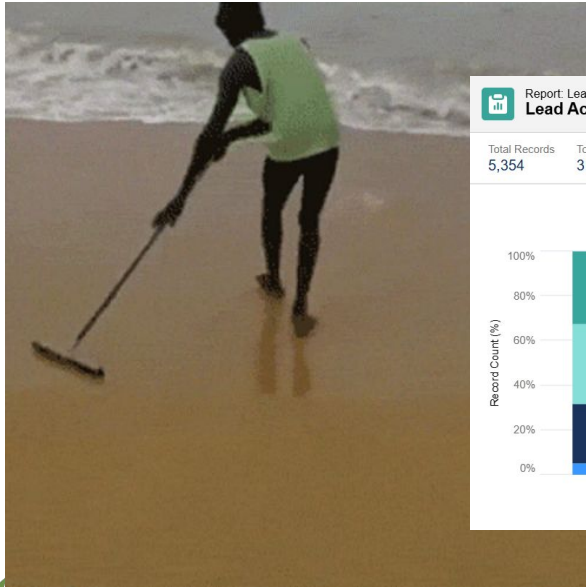 Report: Lea
Lead Ac
Total Records
To
5,354
3
100%
80%
60%
40%
20%
0%
Record Count (%)